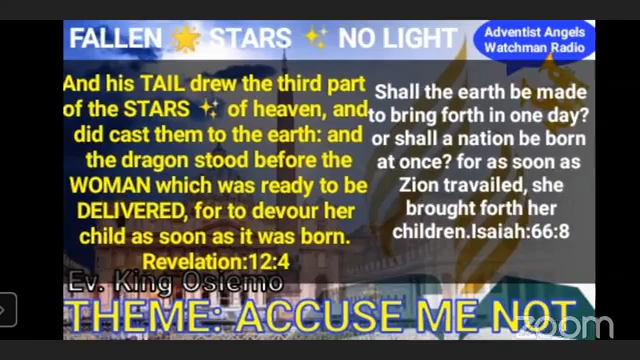 FALLEN 🌟 STARS ✨ NO LIGHT
Adventist Angels
Watchman Radio
And his TAIL drew the third part
of the STARS ✨ of heaven, and
did cast them to the earth: and
the dragon stood before the
WOMAN which was ready to be
DELIVERED, for to devour her
child as soon as it was born.
Revelation:12:4
Shall the earth be made
to bring forth in one day?
or shall a nation be born
at once? for as soon as
Zion travailed, she
brought forth her
children.Isaiah:66:8
Ev. King Osiemo
THEME: ACCUSE ME NOT
zoom